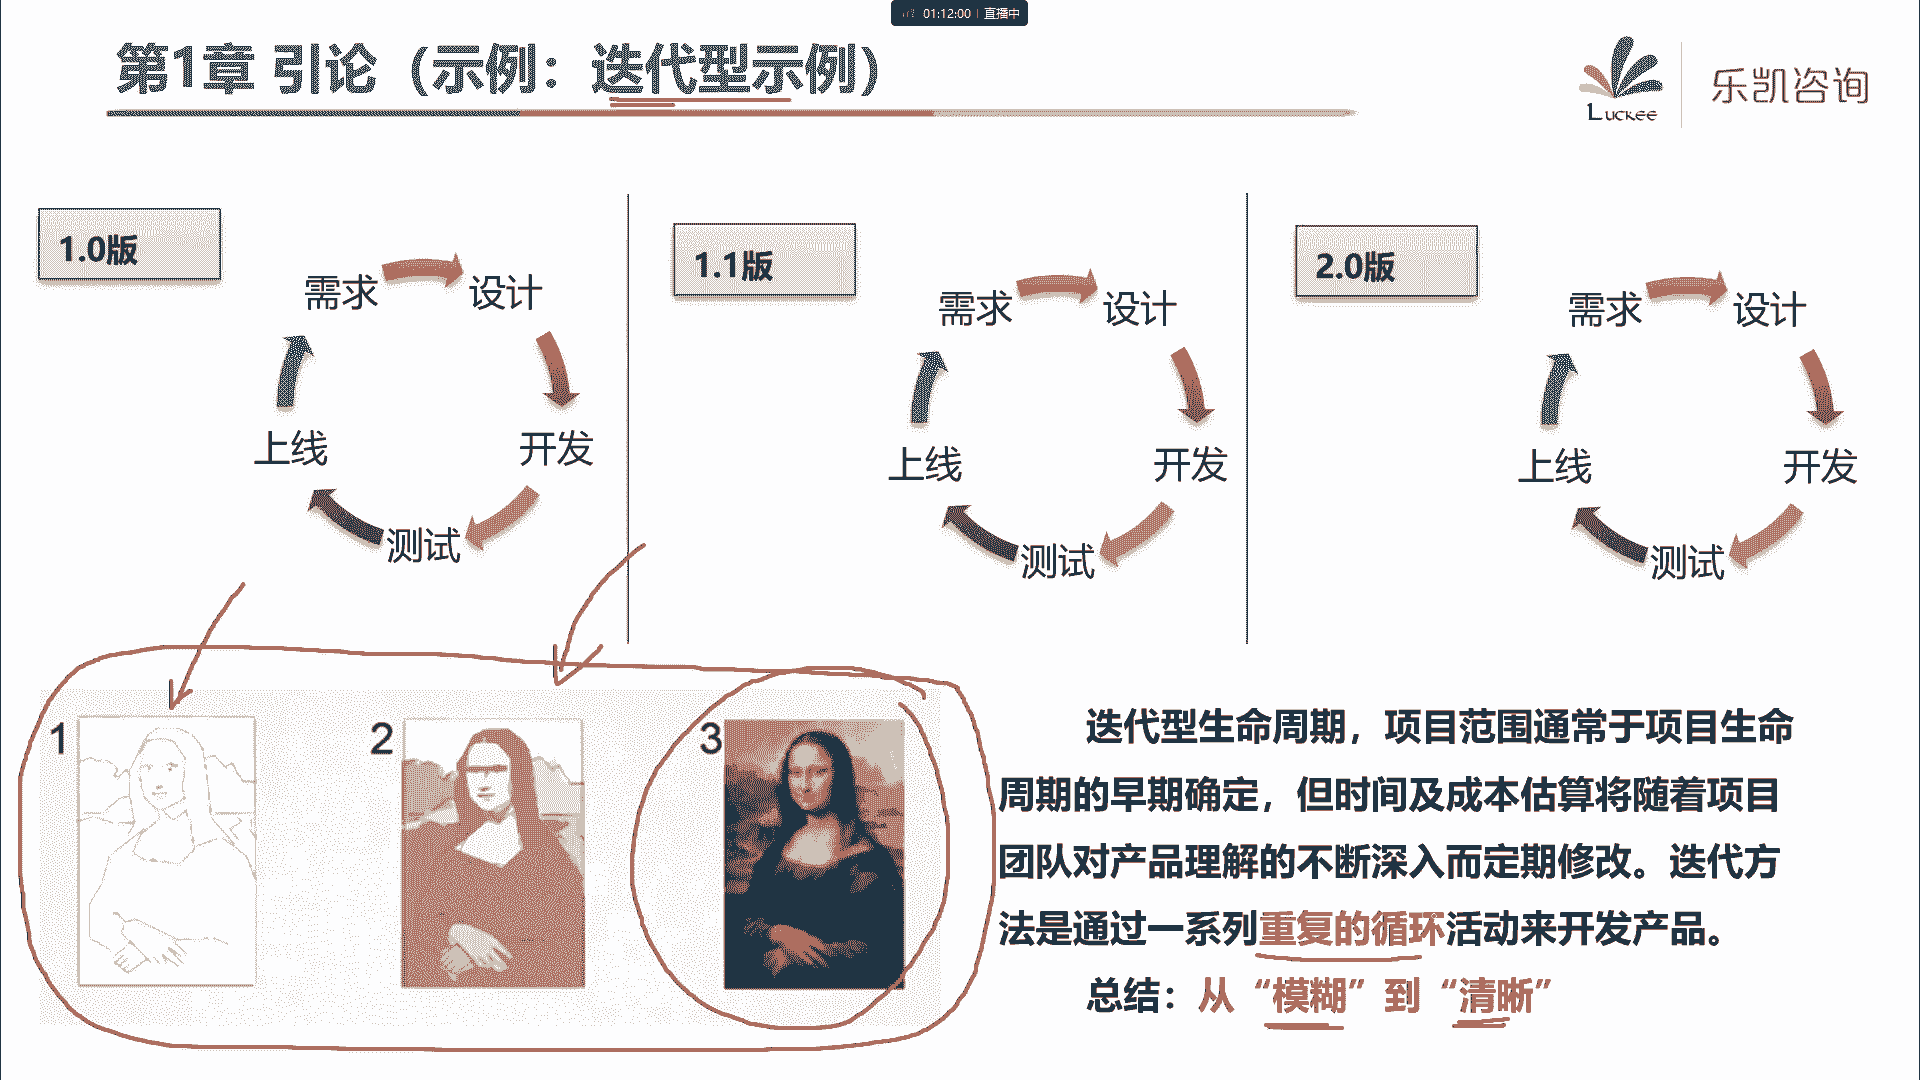 01:12:00 | 直播中
第1章 引论（示例：迭代型示例）
Luckee
乐凯咨询
1.0版
需求
设计
开发
测试
上线
1.1版
需求
设计
开发
测试
上线
2.0版
需求
设计
开发
测试
上线
1
2
3
迭代型生命周期，项目范围通常于项目生命
周期的早期确定，但时间及成本估算将随着项目
团队对产品理解的不断深入而定期修改。迭代方
法是通过一系列重复的循环活动来开发产品。
总结：从“模糊”到“清晰”